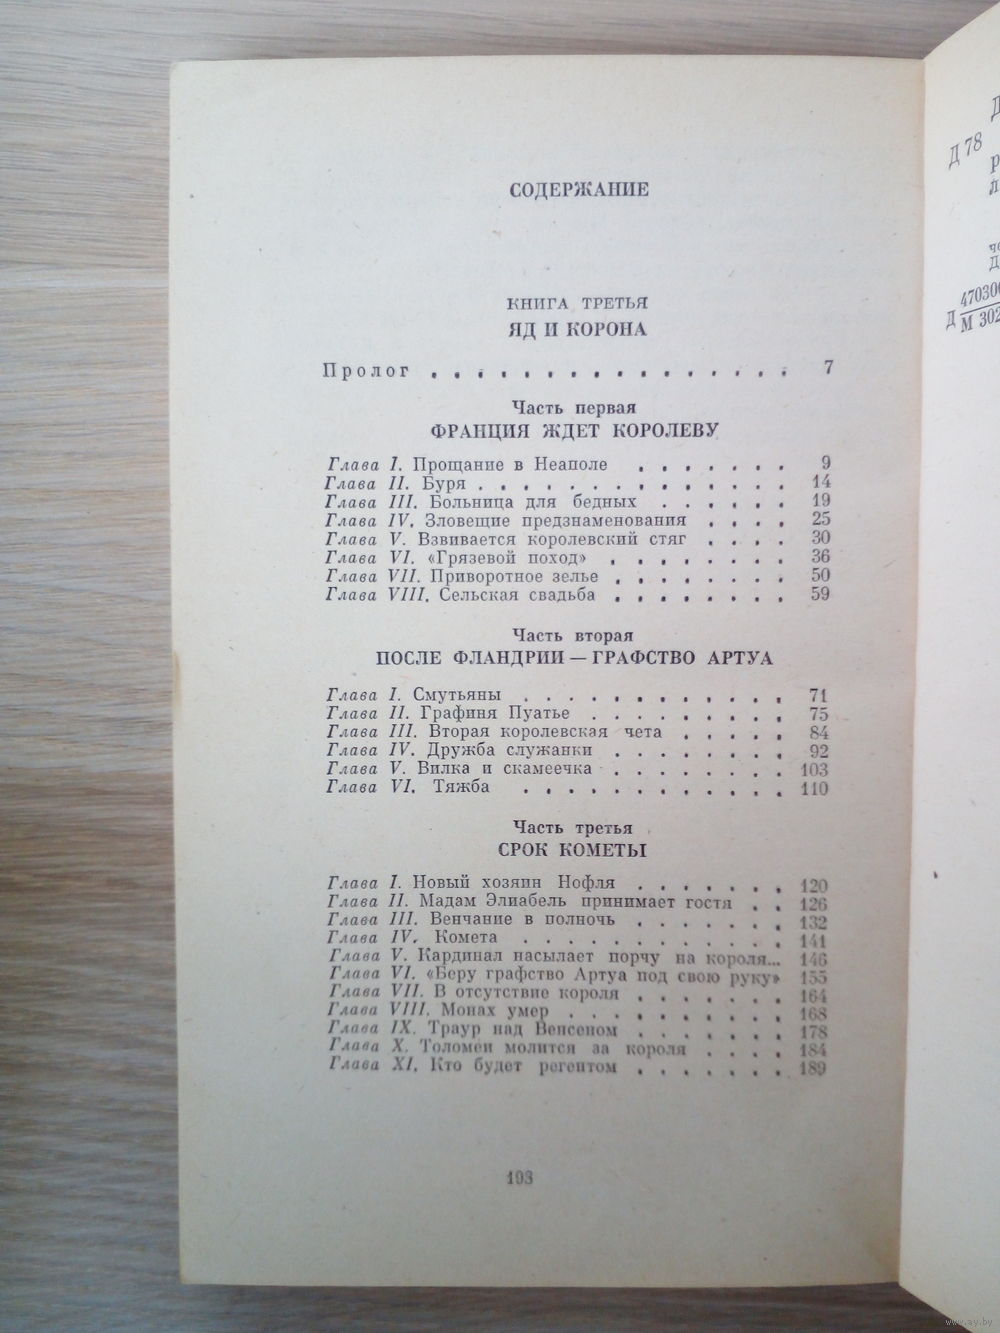 СОДЕРЖАНИЕ
КНИГА ТРЕТЬЯ
ЯД И КОРОНА
Пролог . . . . . . . . . . . . . . . . 7
Часть первая
ФРАНЦИЯ ЖДЕТ КОРОЛЕВУ
Глава I. Прощание в Неаполе . . . . . . . 9
Глава II. Буря . . . . . . . . . . . . . . 14
Глава III. Больница для бедных . . . . . . 19
Глава IV. Зловещие предзнаменования . . . . 25
Глава V. Взвивается королевский стяг . . . . 30
Глава VI. «Грязевой поход» . . . . . . . . 36
Глава VII. Приворотное зелье . . . . . . . . 50
Глава VIII. Сельская свадьба . . . . . . . . 59
Часть вторая
ПОСЛЕ ФЛАНДРИИ — ГРАФСТВО АРТУА
Глава I. Смутьяны . . . . . . . . . . . . 71
Глава II. Графиня Пуатье . . . . . . . . . 75
Глава III. Вторая королевская чета . . . . . 84
Глава IV. Дружба служанки . . . . . . . . 92
Глава V. Вилка и скамеечка . . . . . . . . 103
Глава VI. Тяжба . . . . . . . . . . . . 110
Часть третья
СРОК КОМЕТЫ
Глава I. Новый хозяин Нофля . . . . . . . 120
Глава II. Мадам Элиабель принимает гостя . . 126
Глава III. Венчание в полночь . . . . . . . 132
Глава IV. Комета . . . . . . . . . . . . 141
Глава V. Кардинал насылает порчу на короля... 146
Глава VI. «Беру графство Артуа под свою руку» 155
Глава VII. В отсутствие короля . . . . . . . 164
Глава VIII. Монах умер . . . . . . . . . . 168
Глава IX. Траур над Венсеном . . . . . . . 178
Глава X. Толомеи молится за короля . . . . 184
Глава XI. Кто будет регентом . . . . . . . 189
193
Д 78
Д
М 302
www.ay.by